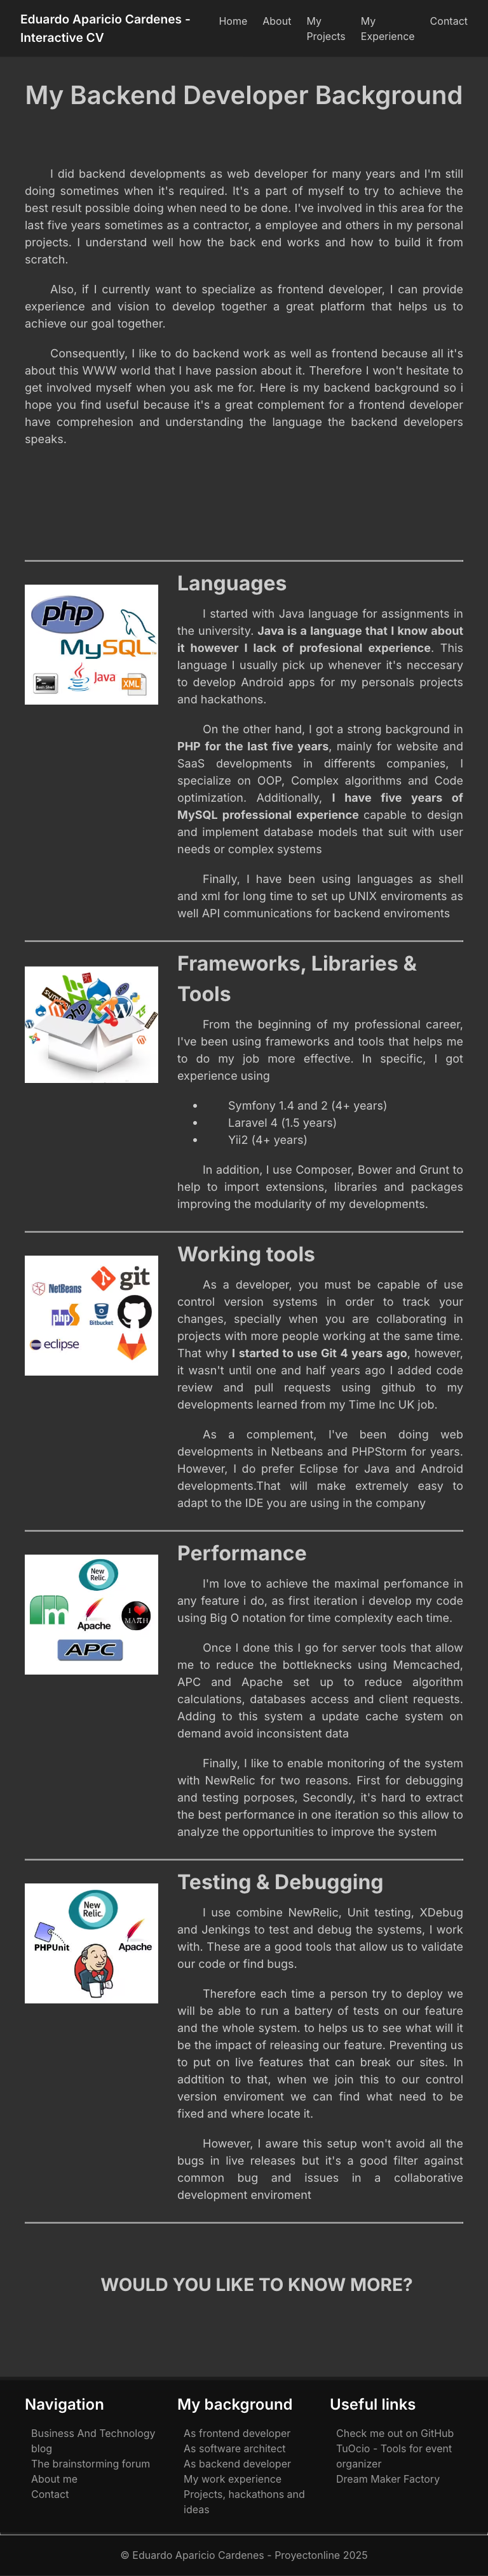 Eduardo Aparicio Cardenes -
Interactive CV
Home
About
My
Projects
My
Experience
Contact
My Backend Developer Background
I did backend developments as web developer for many years and I'm still
doing sometimes when it's required. It's a part of myself to try to achieve the
best result possible doing when need to be done. I've involved in this area for the
last five years sometimes as a contractor, a employee and others in my personal
projects. I understand well how the back end works and how to build it from
scratch.
Also, if I currently want to specialize as frontend developer, I can provide
experience and vision to develop together a great platform that helps us to
achieve our goal together.
Consequently, I like to do backend work as well as frontend because all it's
about this WWW world that I have passion about it. Therefore I won't hesitate to
get involved myself when you ask me for. Here is my backend background so i
hope you find useful because it's a great complement for a frontend developer
have comprehesion and understanding the language the backend developers
speaks.
php
MySQL
Java
XML
Languages
I started with Java language for assignments in
the university. Java is a language that I know about
it however I lack of profesional experience. This
language I usually pick up whenever it's neccesary
to develop Android apps for my personals projects
and hackathons.
On the other hand, I got a strong background in
PHP for the last five years, mainly for website and
SaaS developments in differents companies, I
specialize on OOP, Complex algorithms and Code
optimization. Additionally, I have five years of
MySQL professional experience capable to design
and implement database models that suit with user
needs or complex systems
Finally, I have been using languages as shell
and xml for long time to set up UNIX enviroments as
well API communications for backend enviroments
php
Frameworks, Libraries &
Tools
From the beginning of my professional career,
I've been using frameworks and tools that helps me
to do my job more effective. In specific, I got
experience using
• Symfony 1.4 and 2 (4+ years)
• Laravel 4 (1.5 years)
• Yii2 (4+ years)
In addition, I use Composer, Bower and Grunt to
help to import extensions, libraries and packages
improving the modularity of my developments.
NetBeans
git
php
Bitbucket
eclipse
Working tools
As a developer, you must be capable of use
control version systems in order to track your
changes, specially when you are collaborating in
projects with more people working at the same time.
That why I started to use Git 4 years ago, however,
it wasn't until one and half years ago I added code
review and pull requests using github to my
developments learned from my Time Inc UK job.
As a complement, I've been doing web
developments in Netbeans and PHPStorm for years.
However, I do prefer Eclipse for Java and Android
developments.That will make extremely easy to
adapt to the IDE you are using in the company
New
Relic.
Apache
I
MATH
APC
Performance
I'm love to achieve the maximal perfomance in
any feature i do, as first iteration i develop my code
using Big O notation for time complexity each time.
Once I done this I go for server tools that allow
me to reduce the bottleknecks using Memcached,
APC and Apache set up to reduce algorithm
calculations, databases access and client requests.
Adding to this system a update cache system on
demand avoid inconsistent data
Finally, I like to enable monitoring of the system
with NewRelic for two reasons. First for debugging
and testing porposes, Secondly, it's hard to extract
the best performance in one iteration so this allow to
analyze the opportunities to improve the system
New
Relic.
php
PHPUnit
Apache
Testing & Debugging
I use combine NewRelic, Unit testing, XDebug
and Jenkings to test and debug the systems, I work
with. These are a good tools that allow us to validate
our code or find bugs.
Therefore each time a person try to deploy we
will be able to run a battery of tests on our feature
and the whole system. to helps us to see what will it
be the impact of releasing our feature. Preventing us
to put on live features that can break our sites. In
addtition to that, when we join this to our control
version enviroment we can find what need to be
fixed and where locate it.
However, I aware this setup won't avoid all the
bugs in live releases but it's a good filter against
common bug and issues in a collaborative
development enviroment
WOULD YOU LIKE TO KNOW MORE?
Navigation
Business And Technology
blog
The brainstorming forum
About me
Contact
My background
As frontend developer
As software architect
As backend developer
My work experience
Projects, hackathons and
ideas
Useful links
Check me out on GitHub
TuOcio - Tools for event
organizer
Dream Maker Factory
© Eduardo Aparicio Cardenes - Proyectonline 2025